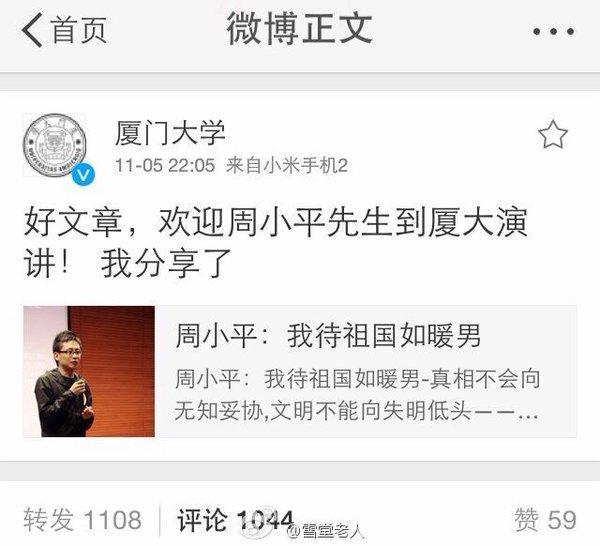 首页
微博正文
厦门大学
11-05 22:05 来自小米手机2
好文章，欢迎周小平先生到厦大演
讲！ 我分享了
周小平：我待祖国如暖男
周小平：我待祖国如暖男-真相不会向
无知妥协,文明不能向失明低头－－...
转发 1108 评论 1044 赞 59
@雪堂老人